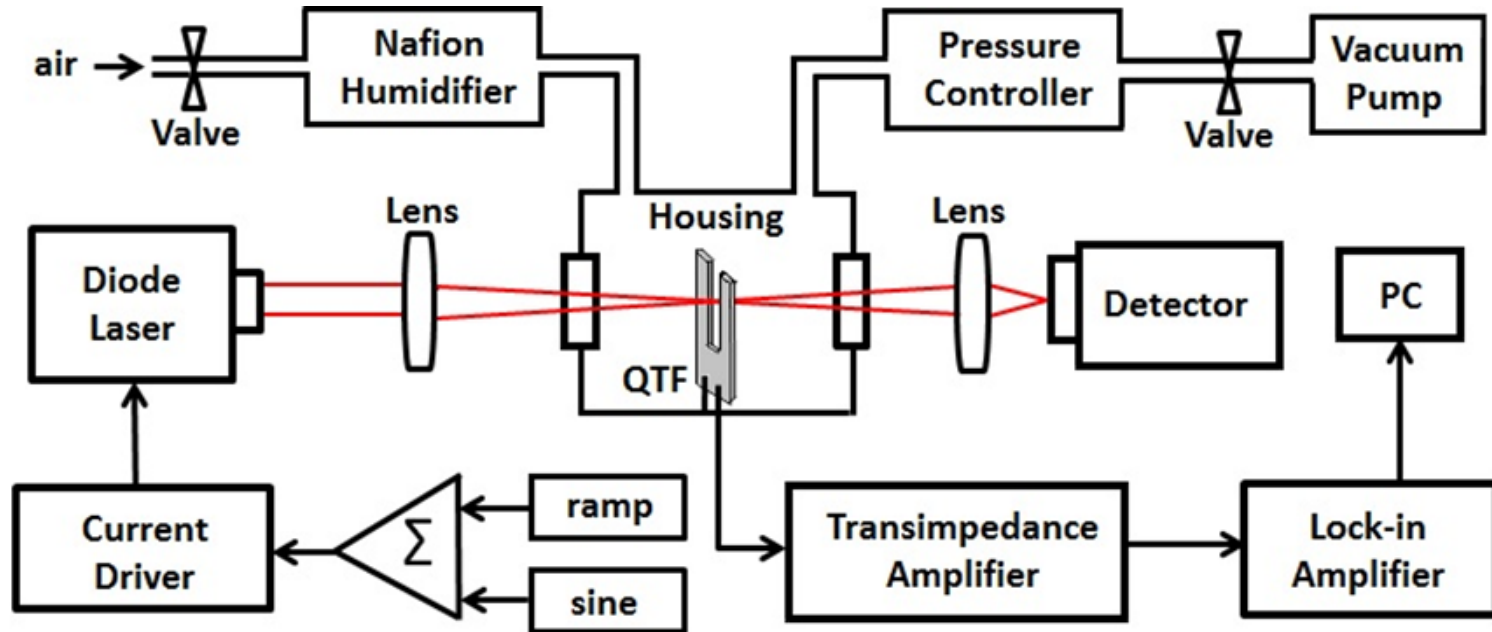 air
Valve
Nafion
Humidifier
Pressure
Controller
Valve
Vacuum
Pump
Diode
Laser
Lens
Housing
QTF
Lens
Detector
PC
Current
Driver
Σ
ramp
sine
Transimpedance
Amplifier
Lock-in
Amplifier